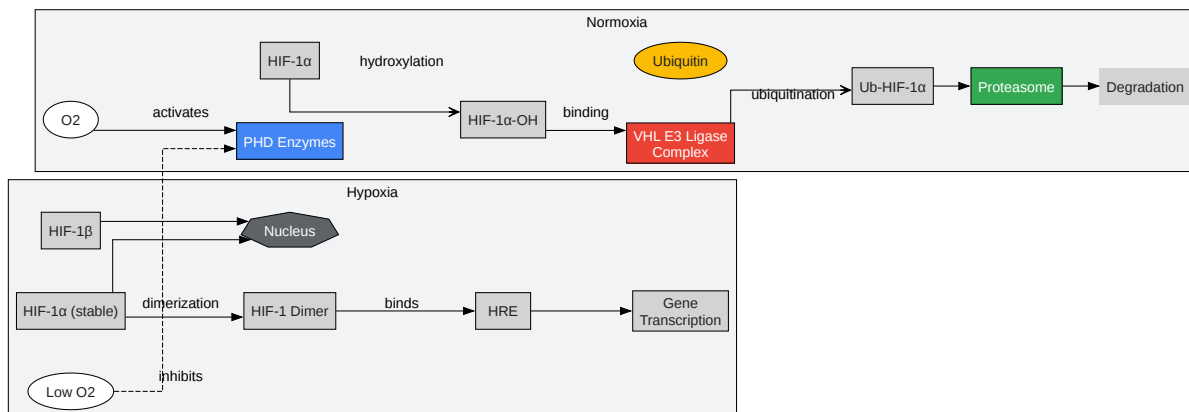 Normoxia
HIF-1α
hydroxylation
Ubiquitin
O2
activates
PHD Enzymes
HIF-1α-OH
binding
VHL E3 Ligase
Complex
ubiquitination
Ub-HIF-1α
Proteasome
Degradation
Hypoxia
HIF-1β
Nucleus
HIF-1α (stable)
dimerization
HIF-1 Dimer
binds
HRE
Gene
Transcription
Low O2
inhibits